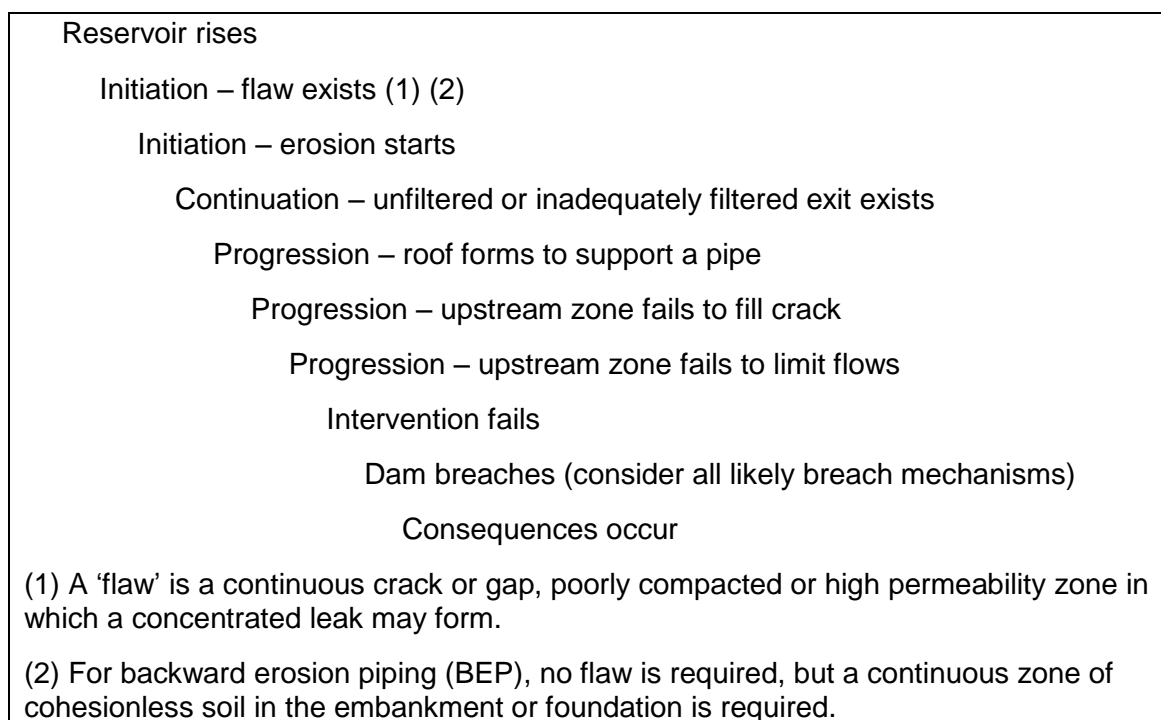 Reservoir rises
Initiation – flaw exists (1) (2)
Initiation – erosion starts
Continuation – unfiltered or inadequately filtered exit exists
Progression – roof forms to support a pipe
Progression – upstream zone fails to fill crack
Progression – upstream zone fails to limit flows
Intervention fails
Dam breaches (consider all likely breach mechanisms)
Consequences occur
(1) A ‘flaw’ is a continuous crack or gap, poorly compacted or high permeability zone in
which a concentrated leak may form.
(2) For backward erosion piping (BEP), no flaw is required, but a continuous zone of
cohesionless soil in the embankment or foundation is required.